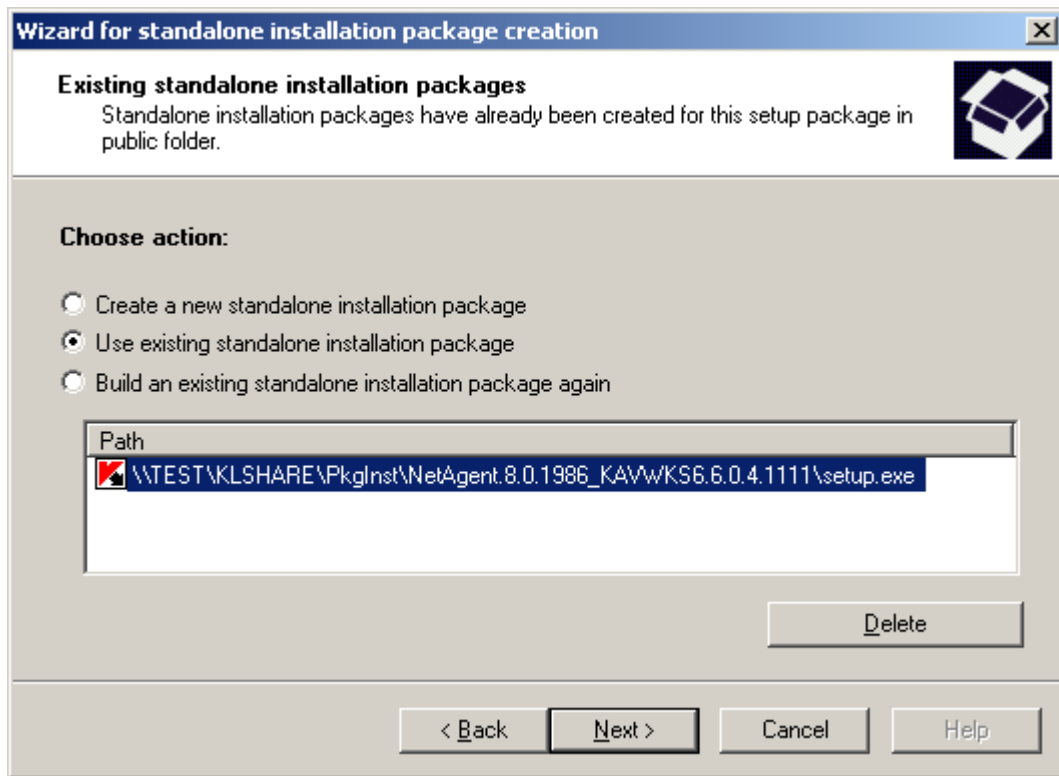 Wizard for standalone installation package creation
Existing standalone installation packages
Standalone installation packages have already been created for this setup package in
public folder.
Choose action:
Create a new standalone installation package
Use existing standalone installation package
Build an existing standalone installation package again
Path
\\TEST\KLSHARE\PkgInst\NetAgent.8.0.1986_KAVWKS6.6.0.4.1111\setup.exe
Delete
< Back Next > Cancel Help